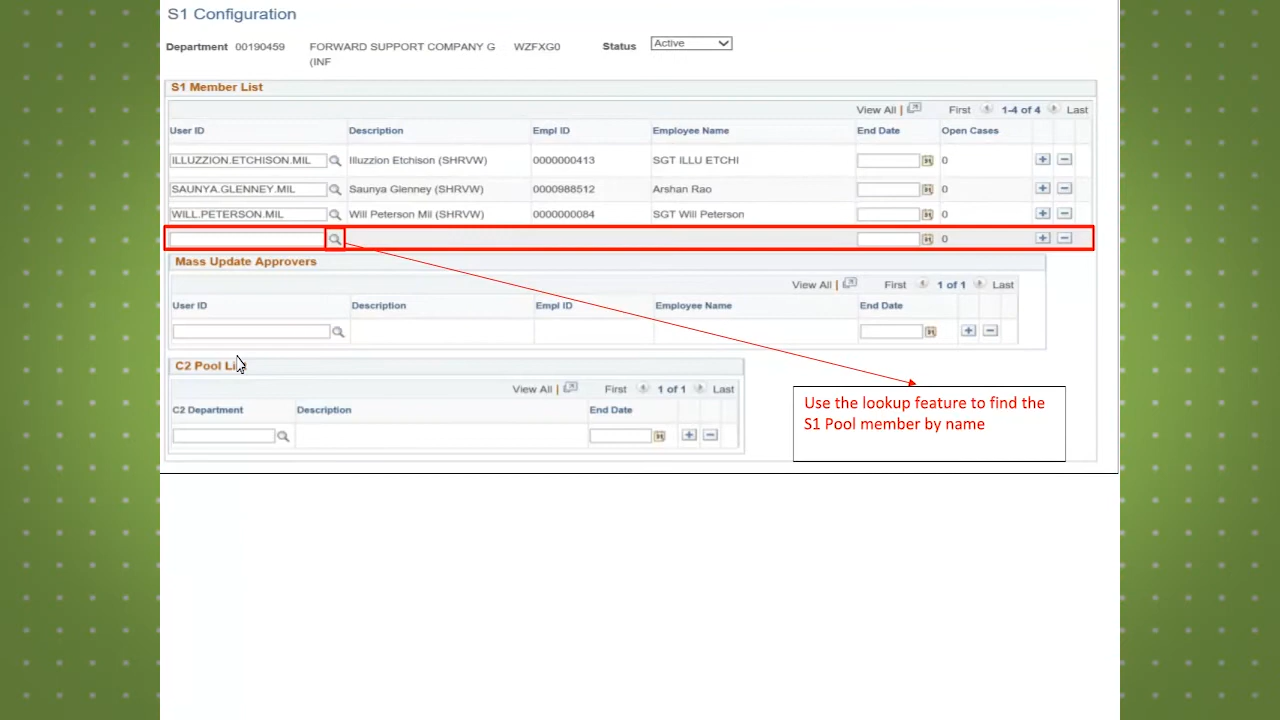 S1 Configuration
Department 00190459 FORWARD SUPPORT COMPANY G WZFXG0 Status Active
(INF
S1 Member List
View All | First 1-4 of 4 Last
User ID Description Empl ID Employee Name End Date Open Cases
ILLUZZION.ETCHISON.MIL Illuzzion Etchison (SHRVW) 0000000413 SGT ILLU ETCHI 0
SAUNYA.GLENNEY.MIL Saunya Glenney (SHRVW) 0000988512 Arshan Rao 0
WILL.PETERSON.MIL Will Peterson Mil (SHRVW) 0000000084 SGT Will Peterson 0
0
Mass Update Approvers
View All | First 1 of 1 Last
User ID Description Empl ID Employee Name End Date
C2 Pool Li
View All | First 1 of 1 Last
C2 Department Description End Date
Use the lookup feature to find the
S1 Pool member by name